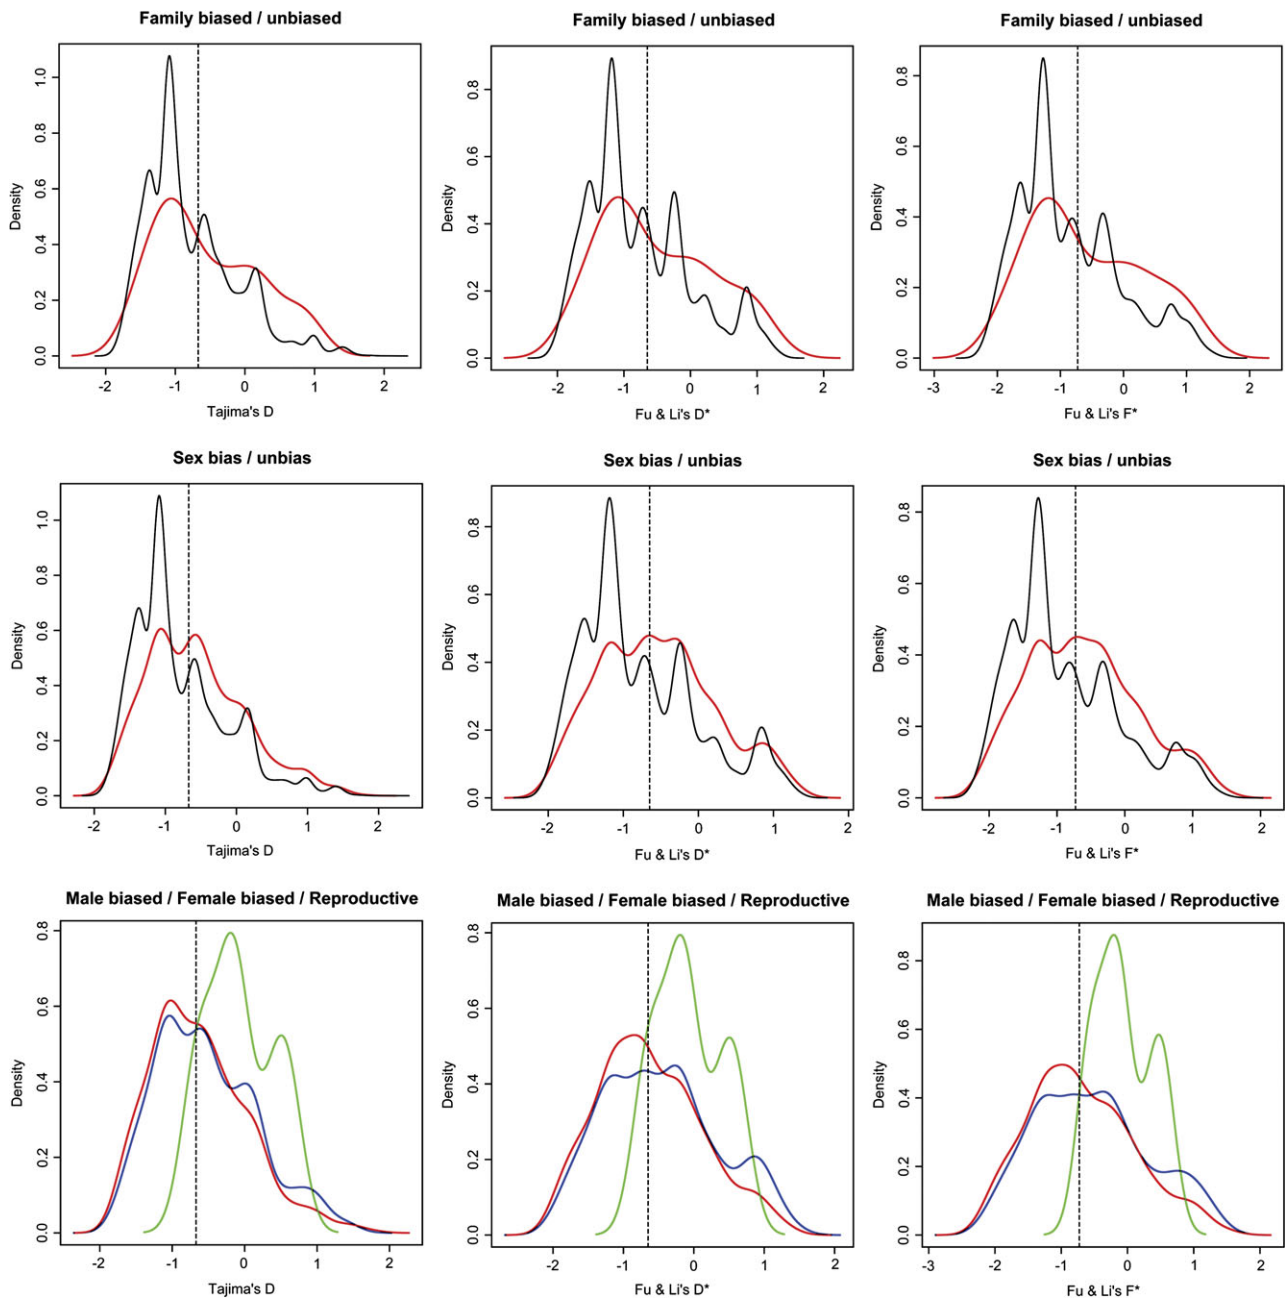 Family biased / unbiased
Density
0.0 0.2 0.4 0.6 0.8 1.0
-2 -1 0 1 2
Tajima's D
Family biased / unbiased
Density
0.0 0.2 0.4 0.6 0.8
-2 -1 0 1 2
Fu & Li's D*
Family biased / unbiased
Density
0.0 0.2 0.4 0.6 0.8
-3 -2 -1 0 1 2
Fu & Li's F*
Sex bias / unbias
Density
0.0 0.2 0.4 0.6 0.8 1.0
-2 -1 0 1 2
Tajima's D
Sex bias / unbias
Density
0.0 0.2 0.4 0.6 0.8
-2 -1 0 1 2
Fu & Li's D*
Sex bias / unbias
Density
0.0 0.2 0.4 0.6 0.8
-2 -1 0 1 2
Fu & Li's F*
Male biased / Female biased / Reproductive
Density
0.0 0.2 0.4 0.6 0.8
-2 -1 0 1 2
Tajima's D
Male biased / Female biased / Reproductive
Density
0.0 0.2 0.4 0.6 0.8
-2 -1 0 1 2
Fu & Li's D*
Male biased / Female biased / Reproductive
Density
0.0 0.2 0.4 0.6 0.8
-3 -2 -1 0 1 2
Fu & Li's F*